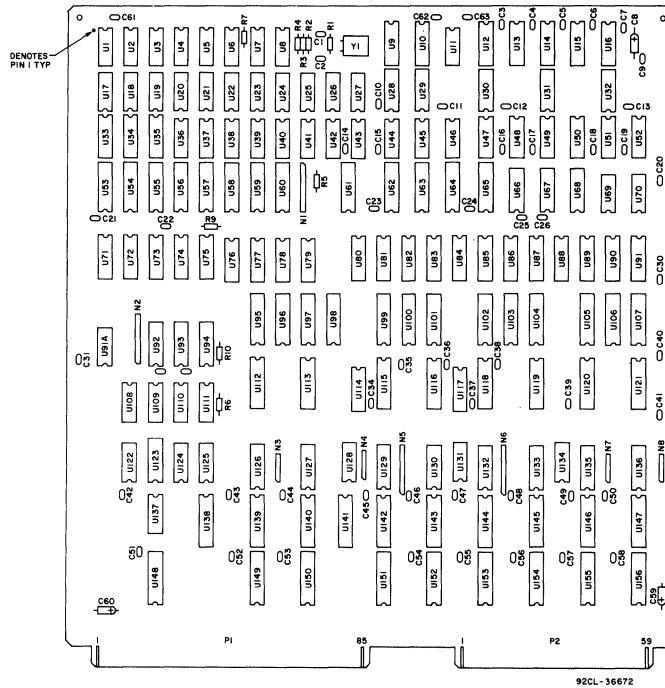 C61 R7 R4 R2 R1 C62 C63 C3 C4 C5 C6 C7 C8
DENOTES
PIN 1 TYP
U1 U2 U3 U4 U5 U6 U7 U8 R3 C1 C2 Y1 U9 U10 U11 U12 U13 U14 U15 U16 C9
U17 U18 U19 U20 U21 U22 U23 U24 U25 U26 U27 C10 U28 U29 C11 U30 C12 U31 U32 C13
U33 U34 U35 U36 U37 U38 U39 U40 U41 U42 C14 U43 C15 U44 U45 U46 U47 C16 U48 C17 U49 U50 C18 U51 C19 U52 C20
U53 U54 U55 U56 U57 U58 U59 U60 N1 R5 U61 C23 U62 U63 U64 C24 U65 U66 U67 U68 U69 U70
C21 C22 R9 C25 C26
U71 U72 U73 U74 U75 U76 U77 U78 U79 U80 U81 U82 U83 U84 U85 U86 U87 U88 U89 U90 U91 C30
N2 U95 U96 U97 U98 U99 U100 U101 U102 U103 U104 U105 U106 U107
C31 U91A U92 U93 U94 R10 C35 C36 C38 C40
U112 U113 U114 C34 U115 U116 U117 C37 U118 U119 C39 U120 U121 C41
U108 U109 U110 U111 R6
U122 U123 U124 U125 U126 N3 U127 U128 N4 U129 N5 U130 U131 U132 N6 U133 U134 U135 N7 U136 N8
C42 C43 C44 C45 C46 C47 C48 C49 C50
U137 U138 U139 U140 U141 U142 U143 U144 U145 U146 U147
C51 C52 C53 C54 C55 C56 C57 C58
U148 U149 U150 U151 U152 U153 U154 U155 U156 C59
C60
1 P1 85 1 P2 59
92CL-36672